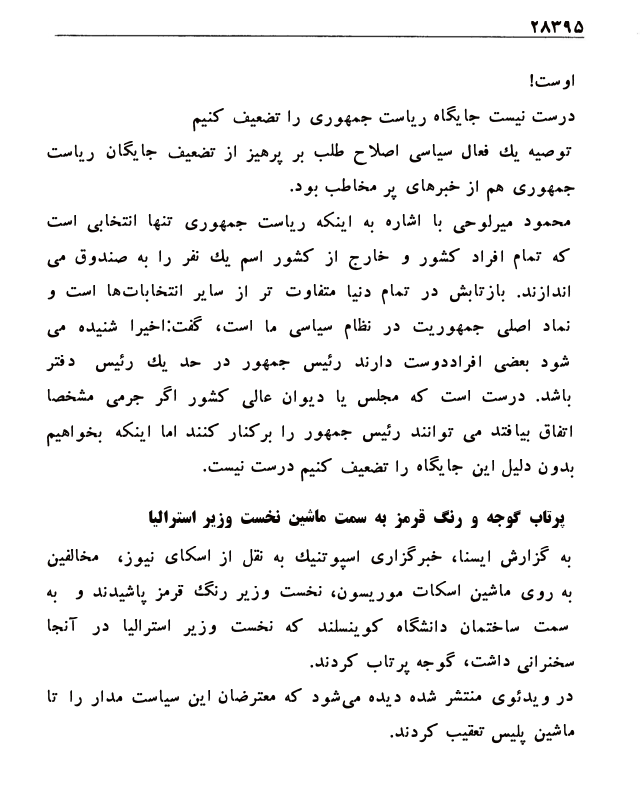 ۲۸۳۹۵
اوست!
درست نیست جایگاه ریاست جمهوری را تضعیف کنیم
توصیه یك فعال سیاسی اصلاح طلب بر پرهیز از تضعیف جایگان ریاست
جمهوری هم از خبرهای پر مخاطب بود.
محمود میرلوحی با اشاره به اینکه ریاست جمهوری تنها انتخابی است
که تمام افراد کشور و خارج از کشور اسم یك نفر را به صندوق می
اندازند. بازتابش در تمام دنیا متفاوت تر از سایر انتخابات‌ها است و
نماد اصلی جمهوریت در نظام سیاسی ما است، گفت:اخیرا شنیده می
شود بعضی افراددوست دارند رئیس جمهور در حد یك رئیس دفتر
باشد. درست است که مجلس یا دیوان عالی کشور اگر جرمی مشخصا
اتفاق بیافتد می توانند رئیس جمهور را برکنار کنند اما اینکه بخواهیم
بدون دلیل این جایگاه را تضعیف کنیم درست نیست.
پرتاب گوجه و رنگ قرمز به سمت ماشین نخست وزیر استرالیا
به گزارش ایسنا، خبرگزاری اسپوتنیك به نقل از اسکای نیوز، مخالفین
به روی ماشین اسکات موریسون، نخست وزیر رنگ قرمز پاشیدند و به
سمت ساختمان دانشگاه کوینسلند که نخست وزیر استرالیا در آنجا
سخنرانی داشت، گوجه پرتاب کردند.
در ویدئوی منتشر شده دیده می‌شود که معترضان این سیاست مدار را تا
ماشین پلیس تعقیب کردند.